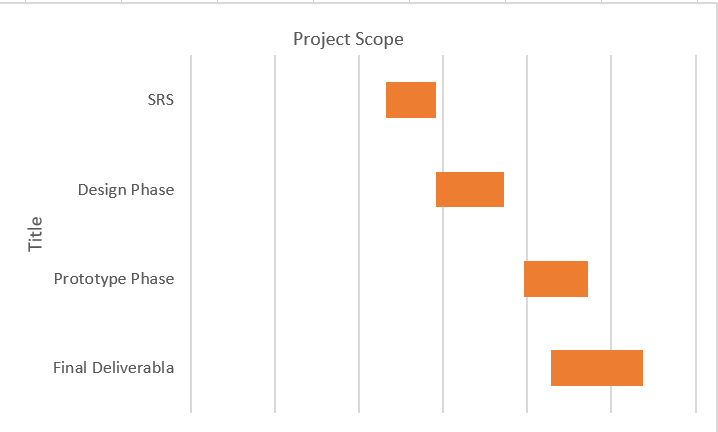 Project Scope
SRS
Design Phase
Title
Prototype Phase
Final Deliverabla